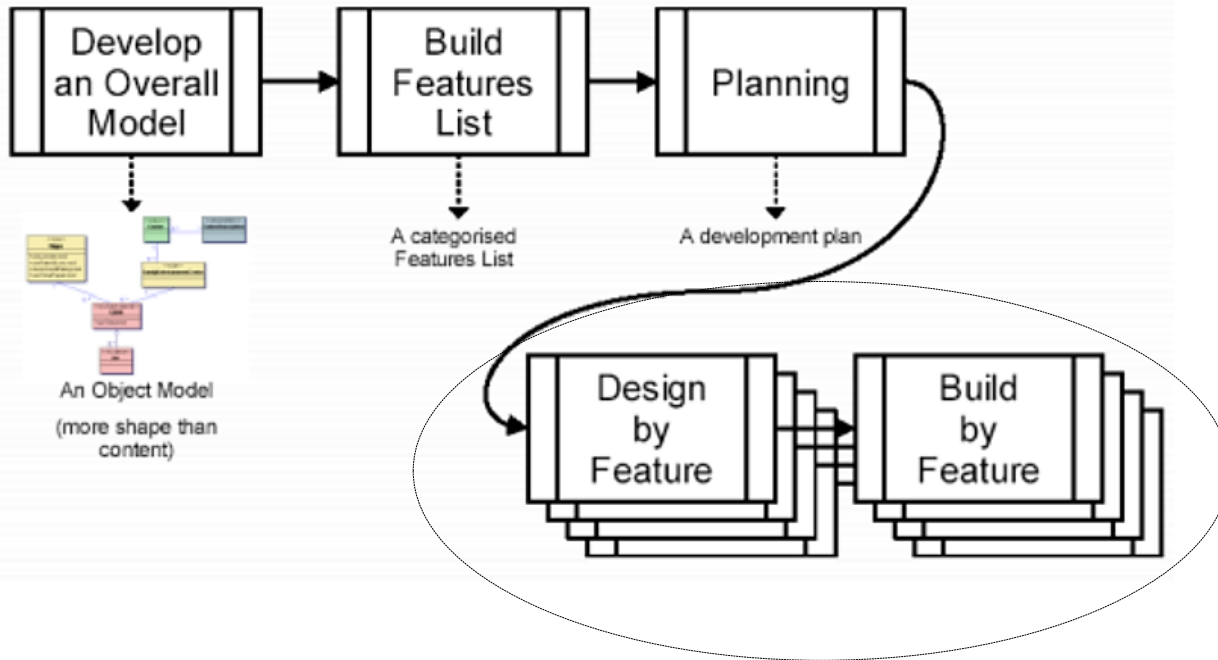 Develop
an Overall
Model
Build
Features
List
Planning
A categorised
Features List
A development plan
An Object Model
(more shape than
content)
Design
by
Feature
Build
by
Feature